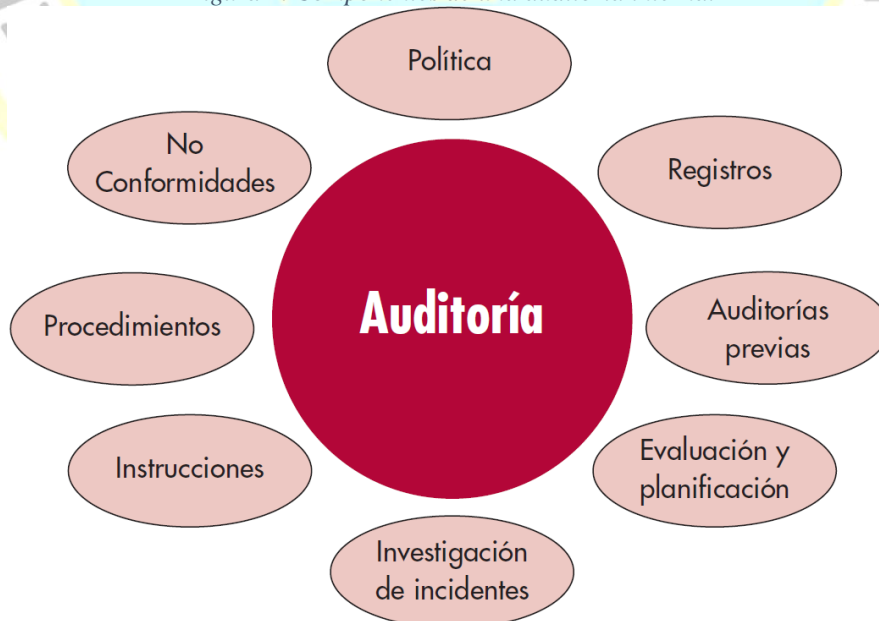 Política
No
Conformidades
Registros
Procedimientos
Auditoría
Auditorías
previas
Instrucciones
Evaluación y
planificación
Investigación
de incidentes